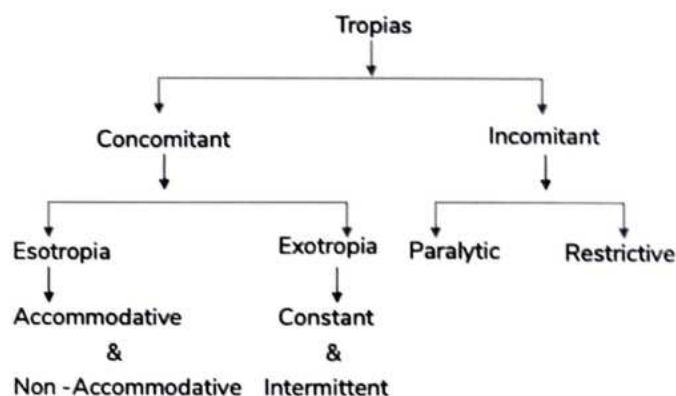 Tropias
Concomitant
Incomitant
Esotropia
Exotropia
Paralytic
Restrictive
Accommodative
&
Non -Accommodative
Constant
&
Intermittent